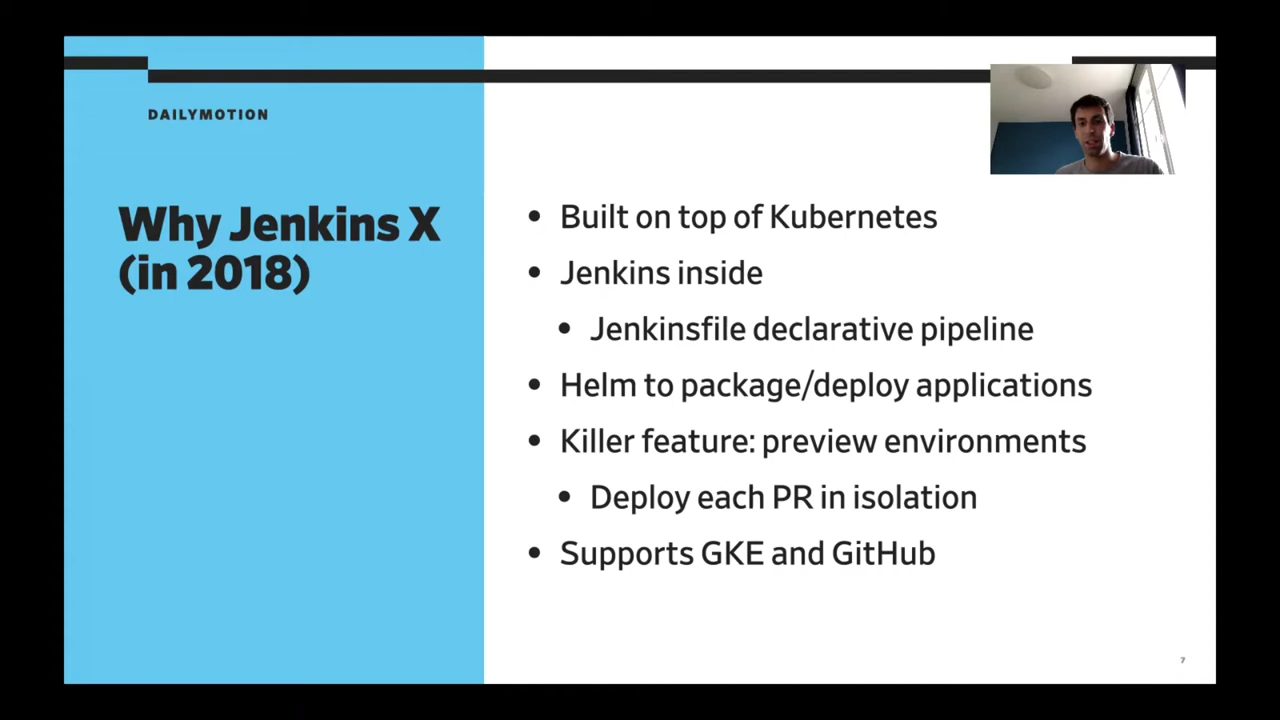 DAILYMOTION
Why Jenkins X
(in 2018)
• Built on top of Kubernetes
• Jenkins inside
• Jenkinsfile declarative pipeline
• Helm to package/deploy applications
• Killer feature: preview environments
• Deploy each PR in isolation
• Supports GKE and GitHub
7